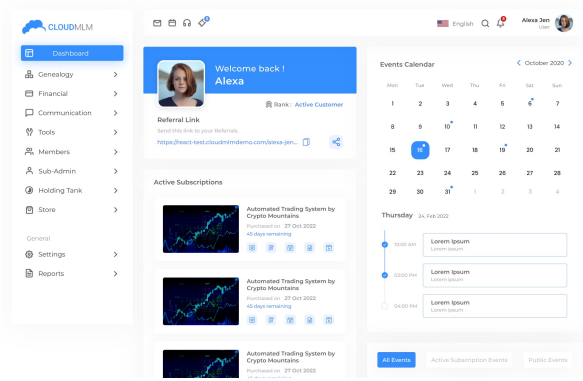 CLOUDMLM
English
Alexa Jen
User
Dashboard
Genealogy
Financial
Communication
Tools
Members
Sub-Admin
Holding Tank
Store
General
Settings
Reports
Welcome back !
Alexa
Rank : Active Customer
Referral Link
Send this link to your Referrals.
https://react-test.cloudmlmdemo.com/alexa-jen...
Active Subscriptions
Automated Trading System by
Crypto Mountains
Purchased on 27 Oct 2022
45 days remaining
Automated Trading System by
Crypto Mountains
Purchased on 27 Oct 2022
45 days remaining
Automated Trading System by
Crypto Mountains
Purchased on 27 Oct 2022
Events Calendar
October 2020
Mon Tue Wed Thu Fri Sat Sun
1 2 3 4 5 6 7
8 9 10 11 12 13 14
15 16 17 18 19 20 21
22 23 24 25 26 27 28
29 30 31 1 2 3 4
Thursday 24, Feb 2022
10:00 AM
Lorem Ipsum
Lorem Ipsum
02:00 PM
Lorem Ipsum
Lorem Ipsum
04:00 PM
Lorem Ipsum
Lorem Ipsum
All Events
Active Subscription Events
Public Events